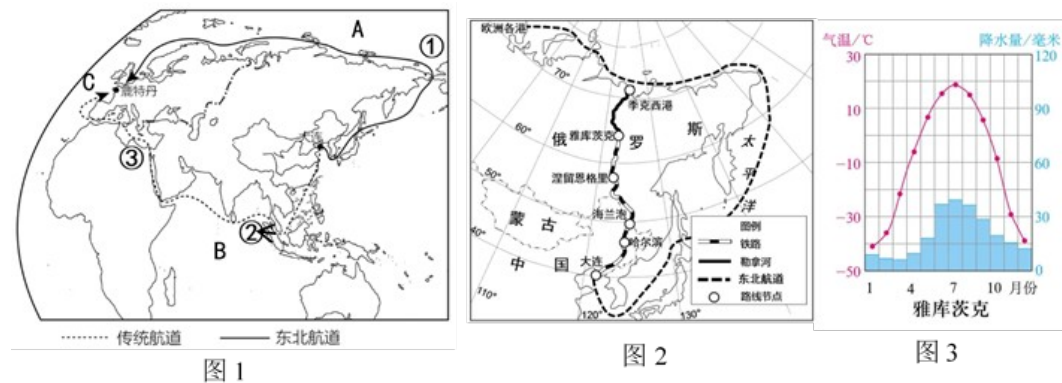 A
①
C
鹿特丹
大连
③
B
②
传统航道
东北航道
图1
欧洲各港
70°
季克西港
俄
罗
斯
雅库茨克
60°
太
平
洋
涅留恩格里
50°
蒙古
海兰泡
哈尔滨
40°
中国
大连
110°
120°
130°
图例
铁路
勒拿河
东北航道
路线节点
图2
气温/℃
降水量/毫米
30
10
-10
-30
-50
120
90
60
30
0
1
4
7
10
月份
雅库茨克
图3